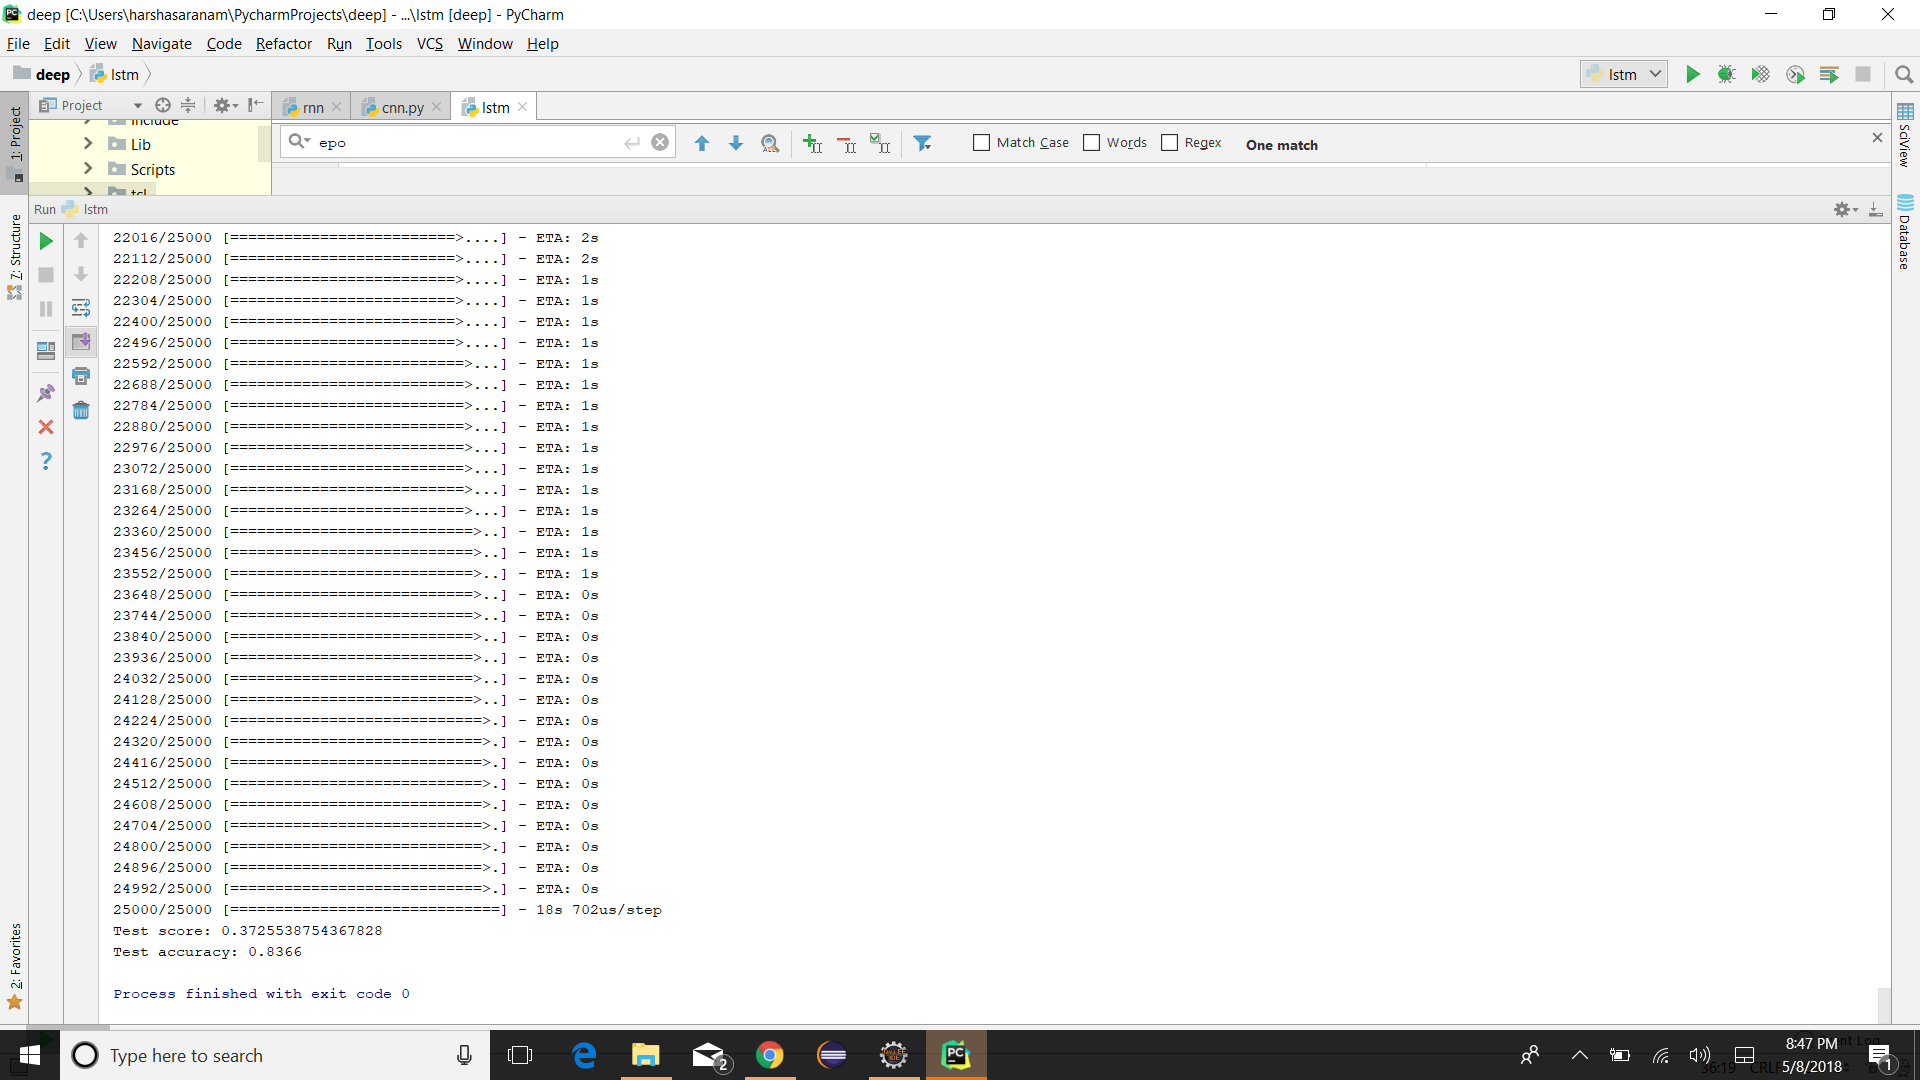 deep [C:\Users\harshasaranam\PycharmProjects\deep] - ...\lstm [deep] - PyCharm
File Edit View Navigate Code Refactor Run Tools VCS Window Help
deep lstm lstm
Project rnn cnn.py lstm
include
Lib
Scripts
tcl
epo Match Case Words Regex One match
1: Project
7: Structure
2: Favorites
SciView
Database
Run lstm
22016/25000 [=========================>....] - ETA: 2s
22112/25000 [=========================>....] - ETA: 2s
22208/25000 [=========================>....] - ETA: 1s
22304/25000 [=========================>....] - ETA: 1s
22400/25000 [=========================>....] - ETA: 1s
22496/25000 [=========================>....] - ETA: 1s
22592/25000 [==========================>...] - ETA: 1s
22688/25000 [==========================>...] - ETA: 1s
22784/25000 [==========================>...] - ETA: 1s
22880/25000 [==========================>...] - ETA: 1s
22976/25000 [==========================>...] - ETA: 1s
23072/25000 [==========================>...] - ETA: 1s
23168/25000 [==========================>...] - ETA: 1s
23264/25000 [==========================>...] - ETA: 1s
23360/25000 [===========================>..] - ETA: 1s
23456/25000 [===========================>..] - ETA: 1s
23552/25000 [===========================>..] - ETA: 1s
23648/25000 [===========================>..] - ETA: 0s
23744/25000 [===========================>..] - ETA: 0s
23840/25000 [===========================>..] - ETA: 0s
23936/25000 [===========================>..] - ETA: 0s
24032/25000 [===========================>..] - ETA: 0s
24128/25000 [===========================>..] - ETA: 0s
24224/25000 [============================>.] - ETA: 0s
24320/25000 [============================>.] - ETA: 0s
24416/25000 [============================>.] - ETA: 0s
24512/25000 [============================>.] - ETA: 0s
24608/25000 [============================>.] - ETA: 0s
24704/25000 [============================>.] - ETA: 0s
24800/25000 [============================>.] - ETA: 0s
24896/25000 [============================>.] - ETA: 0s
24992/25000 [============================>.] - ETA: 0s
25000/25000 [==============================] - 18s 702us/step
Test score: 0.3725538754367828
Test accuracy: 0.8366
Process finished with exit code 0
Type here to search
2
8:47 PM
5/8/2018
1
36:19 CRLF